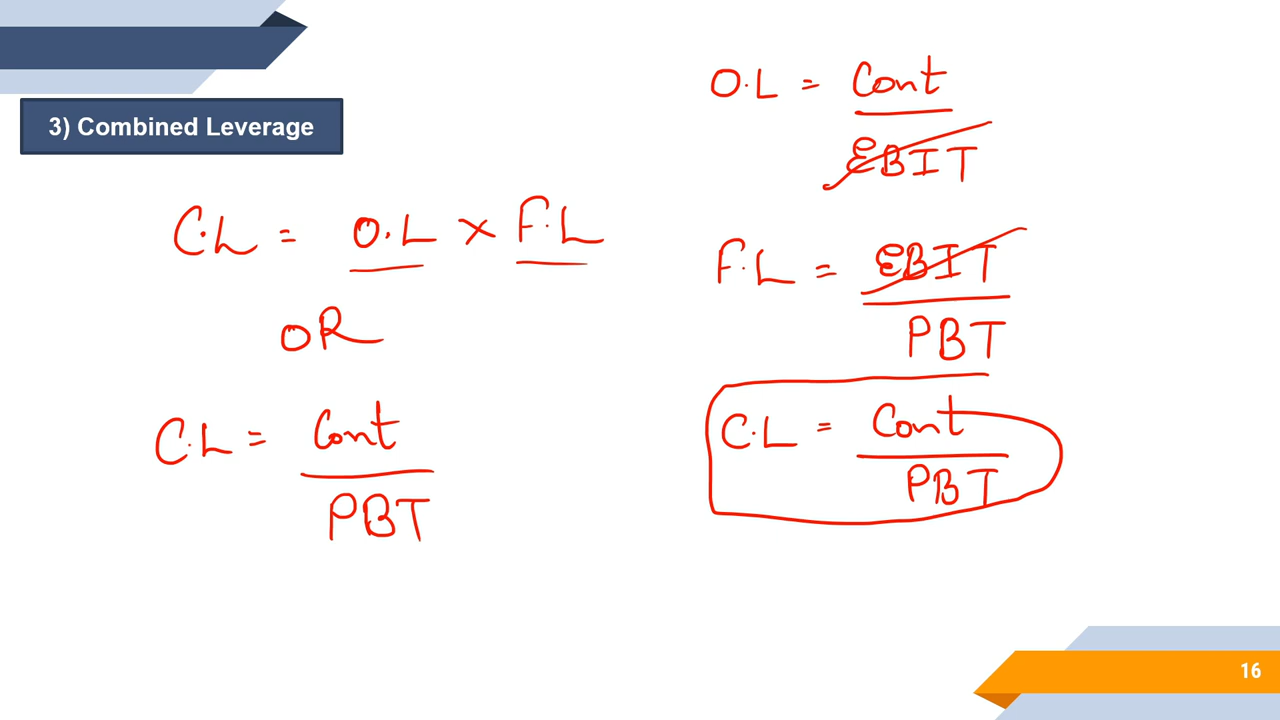 3) Combined Leverage
C.L = O.L × F.L
OR
C.L = Cont
PBT
O.L = Cont
EBIT
F.L = EBIT
PBT
C.L = Cont
PBT
16